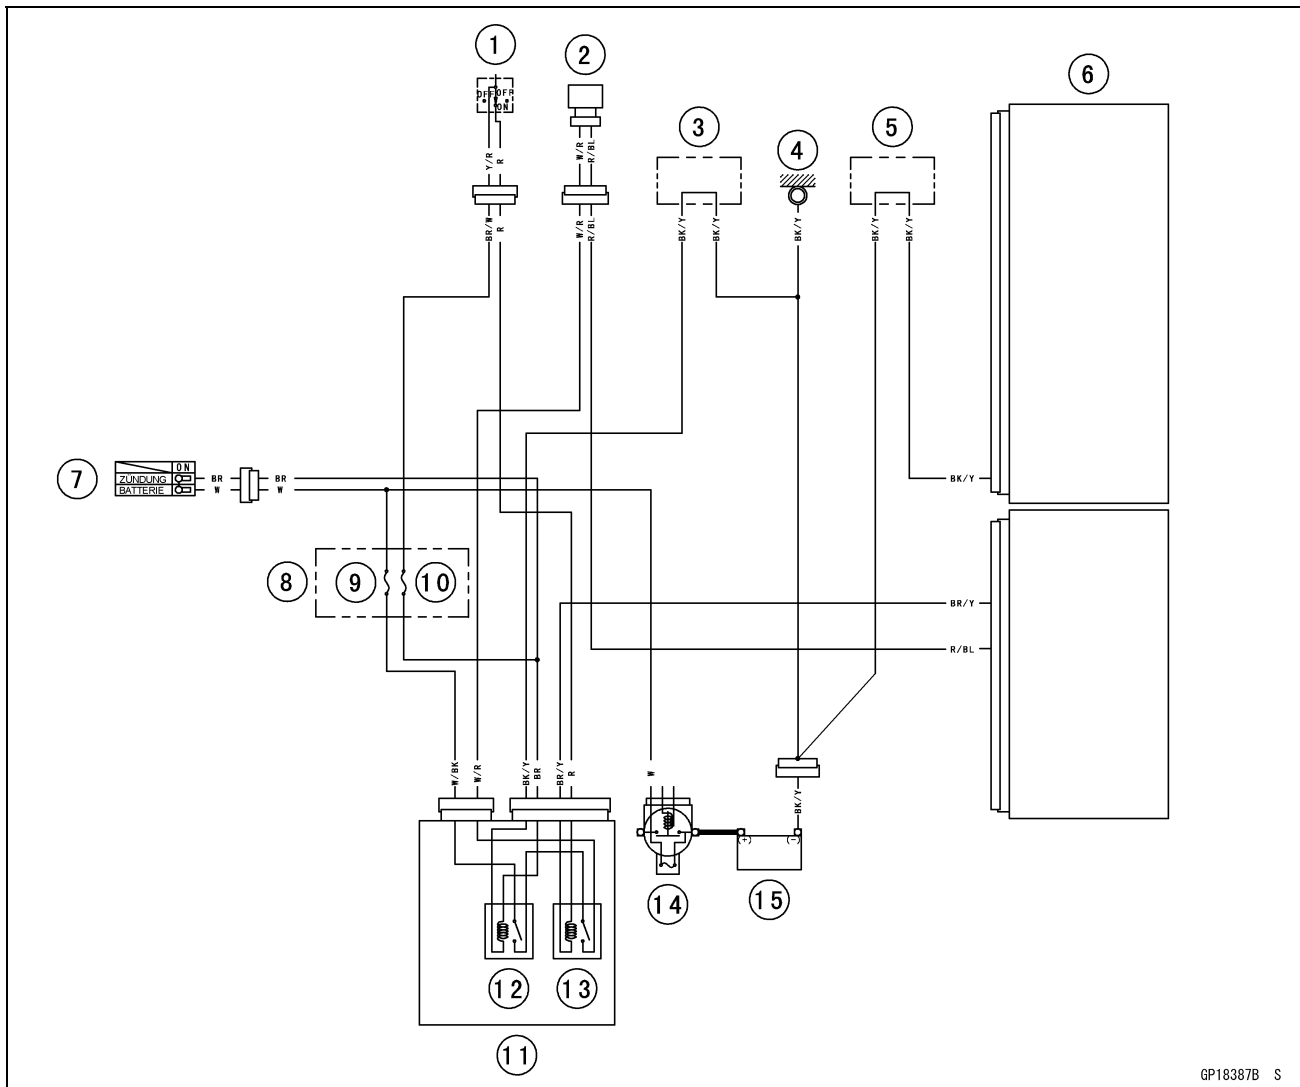 1
2
3
4
5
6
OFF OFF
ON
Y/R R
W/R R/BL
BR/W R
W/R R/BL
BK/Y BK/Y
BK/Y
BK/Y BK/Y
7
ON
ZÜNDUNG
BATTERIE
BR
W
BR
W
BK/Y
8
9
10
BR/Y
R/BL
W/BK W/R
BK/Y BR BR/Y R
W
BK/Y
(+) (-)
14
15
12
13
11
GP18387B S